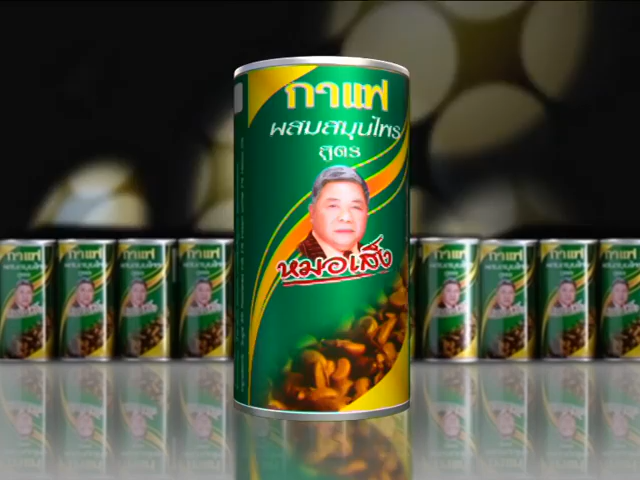 กาแฟ
ผสมสมุนไพร
สูตร
หมอเส็ง